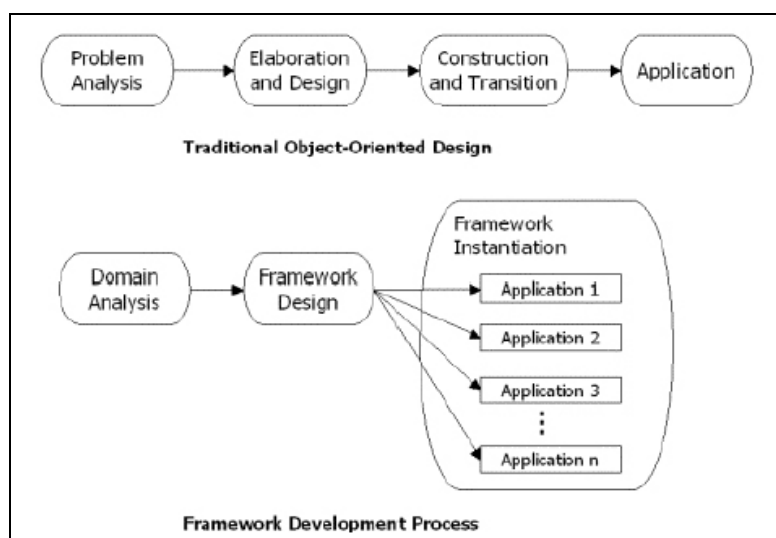 Problem
Analysis
Elaboration
and Design
Construction
and Transition
Application
Traditional Object-Oriented Design
Domain
Analysis
Framework
Design
Framework
Instantiation
Application 1
Application 2
Application 3
Application n
Framework Development Process